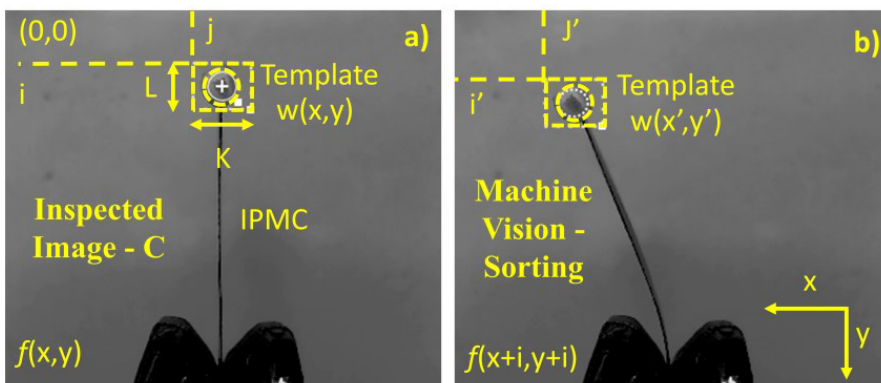 (0,0)
j
a)
i
L
Template
w(x,y)
K
Inspected
Image - C
IPMC
f(x,y)
J’
b)
i’
Template
w(x’,y’)
Machine
Vision -
Sorting
x
y
f(x+i,y+i)